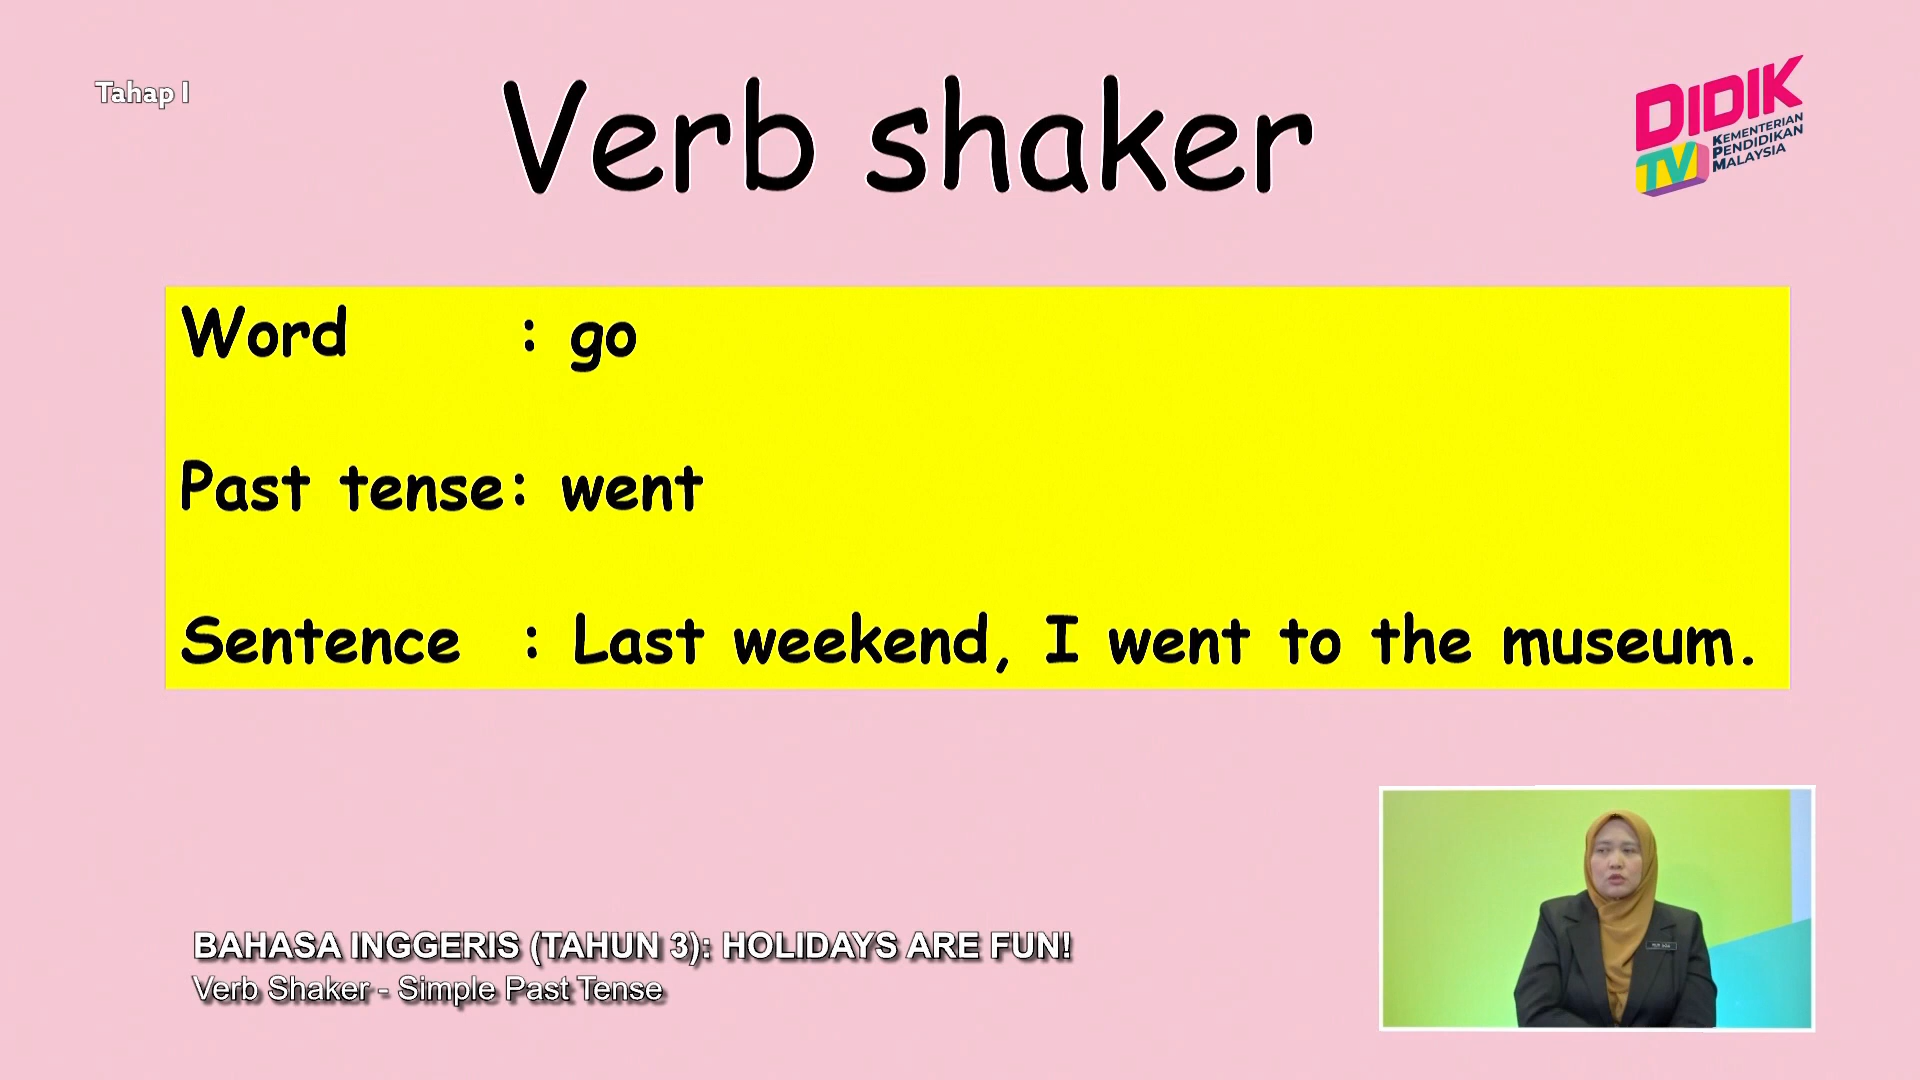 Tahap I
Verb shaker
DIDIK
TV
KEMENTERIAN
PENDIDIKAN
MALAYSIA
Word : go
Past tense: went
Sentence : Last weekend, I went to the museum.
BAHASA INGGERIS (TAHUN 3): HOLIDAYS ARE FUN!
Verb Shaker - Simple Past Tense